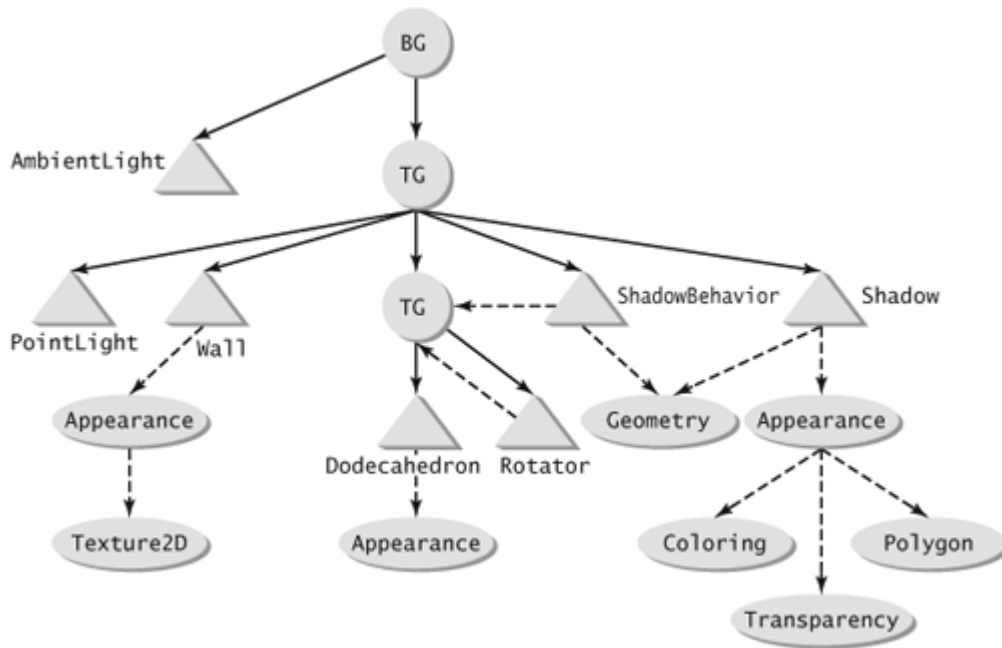 BG
AmbientLight
TG
PointLight
Wall
TG
ShadowBehavior
Shadow
Appearance
Dodecahedron
Rotator
Geometry
Appearance
Texture2D
Appearance
Coloring
Polygon
Transparency